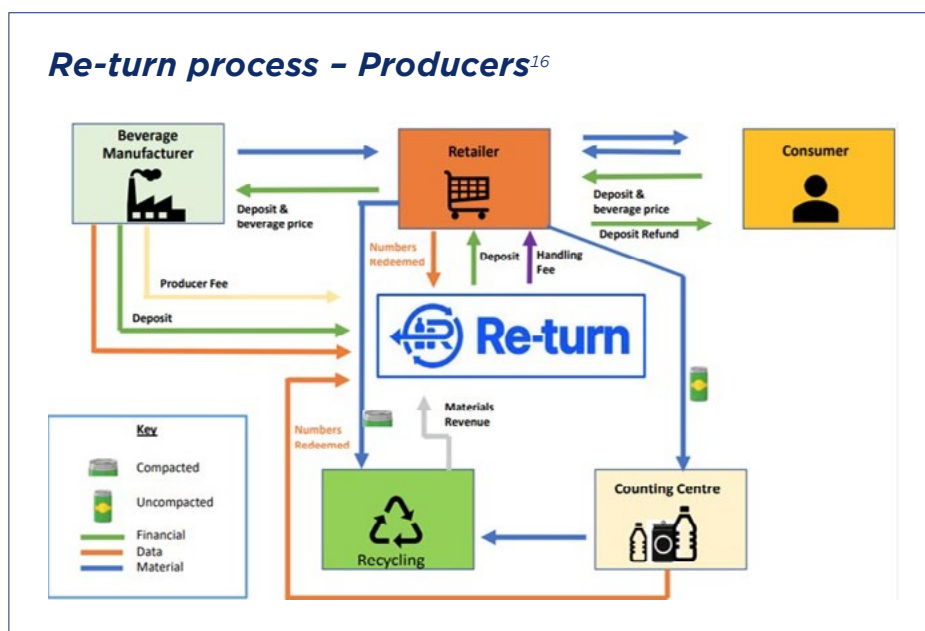 Re-turn process – Producers16
Beverage
Manufacturer
Retailer
Consumer
Deposit &
beverage price
Deposit &
beverage price
Deposit Refund
Numbers
Redeemed
Deposit
Handling
Fee
Producer Fee
Deposit
Re-turn
Materials
Revenue
Numbers
Redeemed
Key
Compacted
Uncompacted
Financial
Data
Material
Recycling
Counting Centre